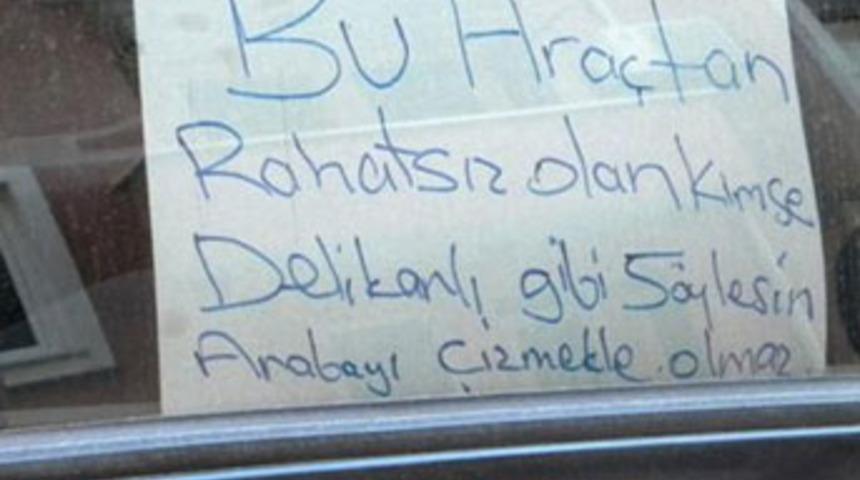 Bu Araçtan
Rahatsız olan kimse
Delikanlı gibi Söylesin
Arabayı Çizmekle olmaz.